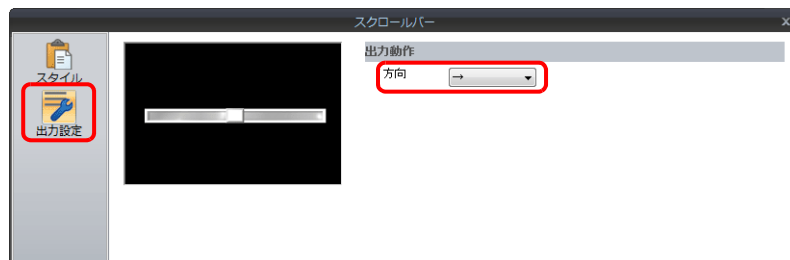 スクロールバー
スタイル
出力設定
出力動作
方向 →